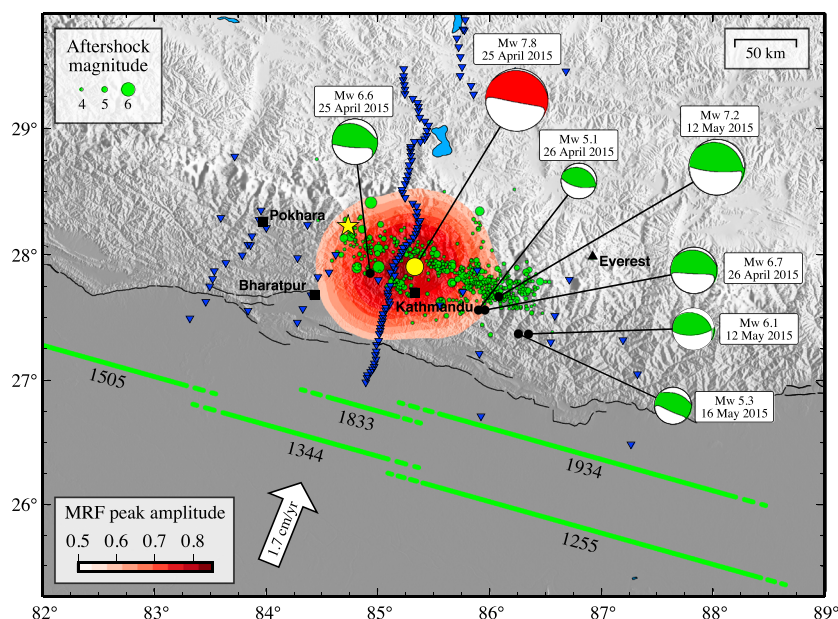 Aftershock
magnitude
4 5 6
Mw 7.8
25 April 2015
50 km
Mw 6.6
25 April 2015
Mw 7.2
12 May 2015
Mw 5.1
26 April 2015
29°
Pokhara
28°
Everest
Mw 6.7
26 April 2015
Bharatpur
Kathmandu
Mw 6.1
12 May 2015
27°
1505
Mw 5.3
16 May 2015
1833
1344
1934
26°
MRF peak amplitude
0.5 0.6 0.7 0.8
1.7 cm/yr
1255
82° 83° 84° 85° 86° 87° 88° 89°